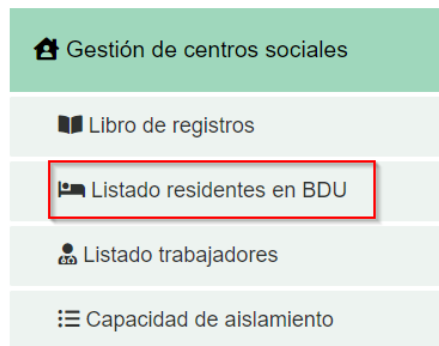 Gestión de centros sociales
Libro de registros
Listado residentes en BDU
Listado trabajadores
Capacidad de aislamiento